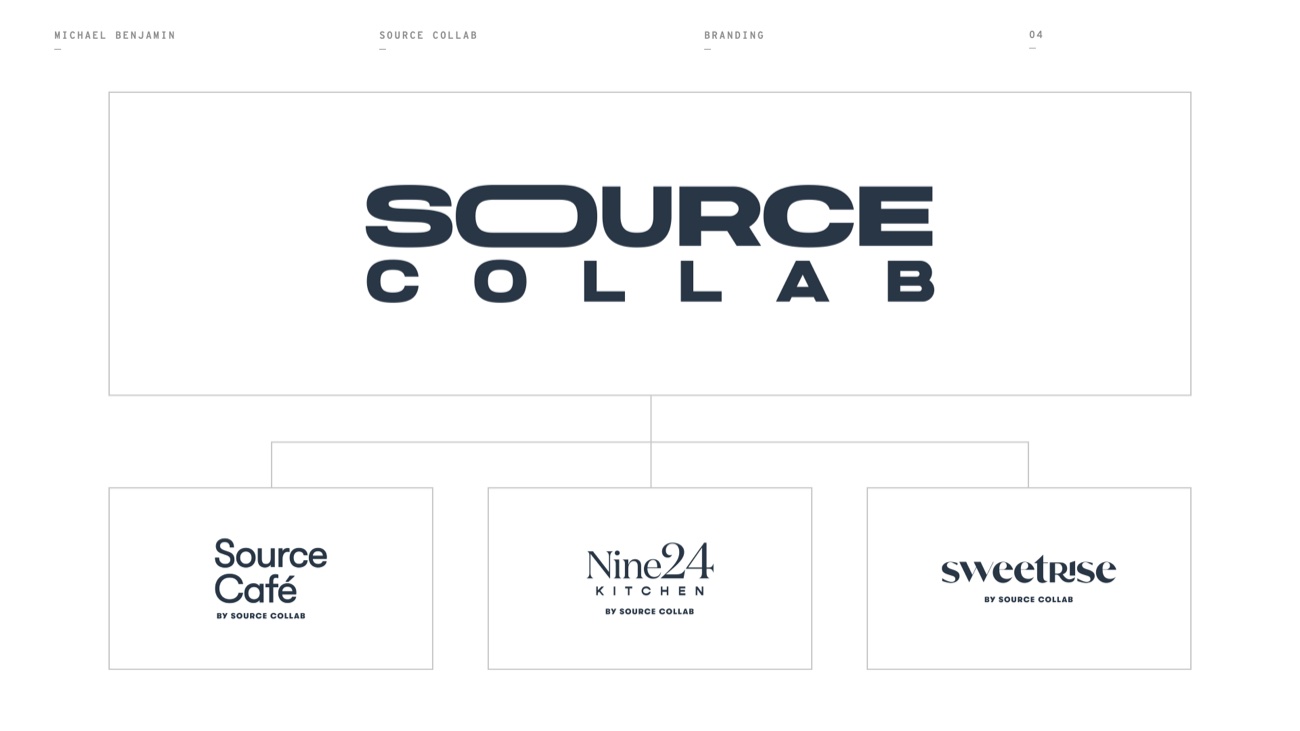 MICHAEL BENJAMIN
SOURCE COLLAB
BRANDING
04
SOURCE
COLLAB
Source
Café
BY SOURCE COLLAB
Nine24
KITCHEN
BY SOURCE COLLAB
sweetrise
BY SOURCE COLLAB